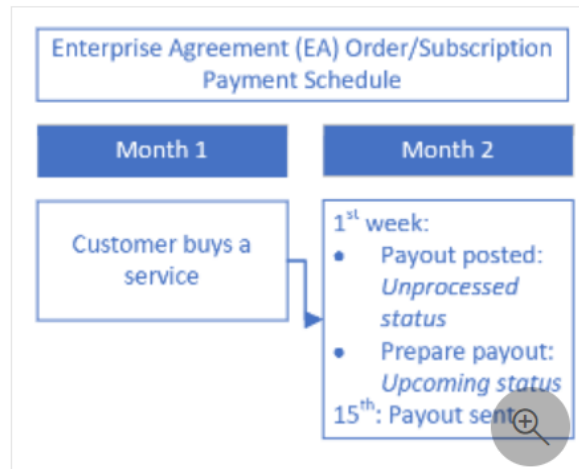 Enterprise Agreement (EA) Order/Subscription
Payment Schedule
Month 1
Month 2
Customer buys a
service
1st week:
• Payout posted:
Unprocessed
status
• Prepare payout:
Upcoming status
15th: Payout sent